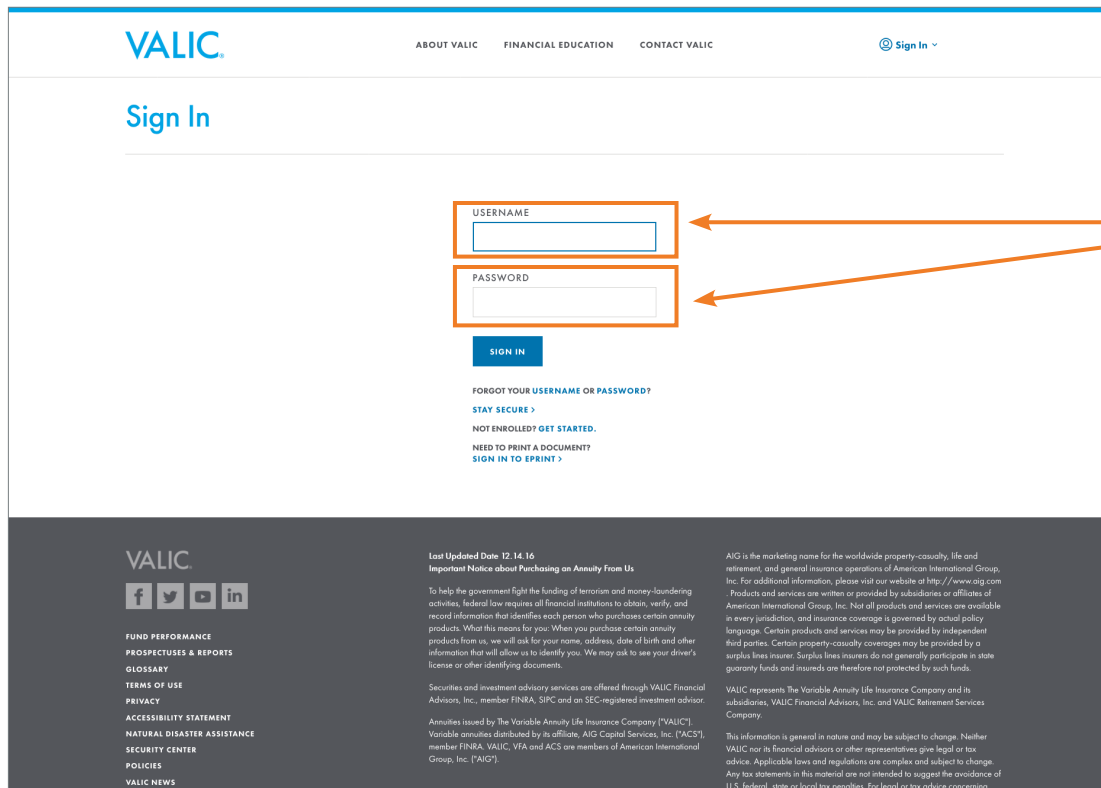 VALIC®
ABOUT VALIC FINANCIAL EDUCATION CONTACT VALIC
Sign In
Sign In
USERNAME
PASSWORD
SIGN IN
FORGOT YOUR USERNAME OR PASSWORD?
STAY SECURE >
NOT ENROLLED? GET STARTED.
NEED TO PRINT A DOCUMENT?
SIGN IN TO EPRINT >
VALIC®
FUND PERFORMANCE
PROSPECTUSES & REPORTS
GLOSSARY
TERMS OF USE
PRIVACY
ACCESSIBILITY STATEMENT
NATURAL DISASTER ASSISTANCE
SECURITY CENTER
POLICIES
VALIC NEWS
Last Updated Date 12.14.16
Important Notice about Purchasing an Annuity From Us
To help the government fight the funding of terrorism and money-laundering
activities, federal law requires all financial institutions to obtain, verify, and
record information that identifies each person who purchases certain annuity
products. What this means for you: When you purchase certain annuity
products from us, we will ask for your name, address, date of birth and other
information that will allow us to identify you. We may ask to see your driver's
license or other identifying documents.
Securities and investment advisory services are offered through VALIC Financial
Advisors, Inc., member FINRA, SIPC and an SEC-registered investment advisor.
Annuities issued by The Variable Annuity Life Insurance Company ("VALIC").
Variable annuities distributed by its affiliate, AIG Capital Services, Inc. ("ACS"),
member FINRA. VALIC, VFA and ACS are members of American International
Group, Inc. ("AIG").
AIG is the marketing name for the worldwide property-casualty, life and
retirement, and general insurance operations of American International Group,
Inc. For additional information, please visit our website at http://www.aig.com
. Products and services are written or provided by subsidiaries or affiliates of
American International Group, Inc. Not all products and services are available
in every jurisdiction, and insurance coverage is governed by actual policy
language. Certain products and services may be provided by independent
third parties. Certain property-casualty coverages may be provided by a
surplus lines insurer. Surplus lines insurers do not generally participate in state
guaranty funds and insureds are therefore not protected by such funds.
VALIC represents The Variable Annuity Life Insurance Company and its
subsidiaries, VALIC Financial Advisors, Inc. and VALIC Retirement Services
Company.
This information is general in nature and may be subject to change. Neither
VALIC nor its financial advisors or other representatives give legal or tax
advice. Applicable laws and regulations are complex and subject to change.
Any tax statements in this material are not intended to suggest the avoidance of
U.S. federal, state or local tax penalties. For legal or tax advice concerning